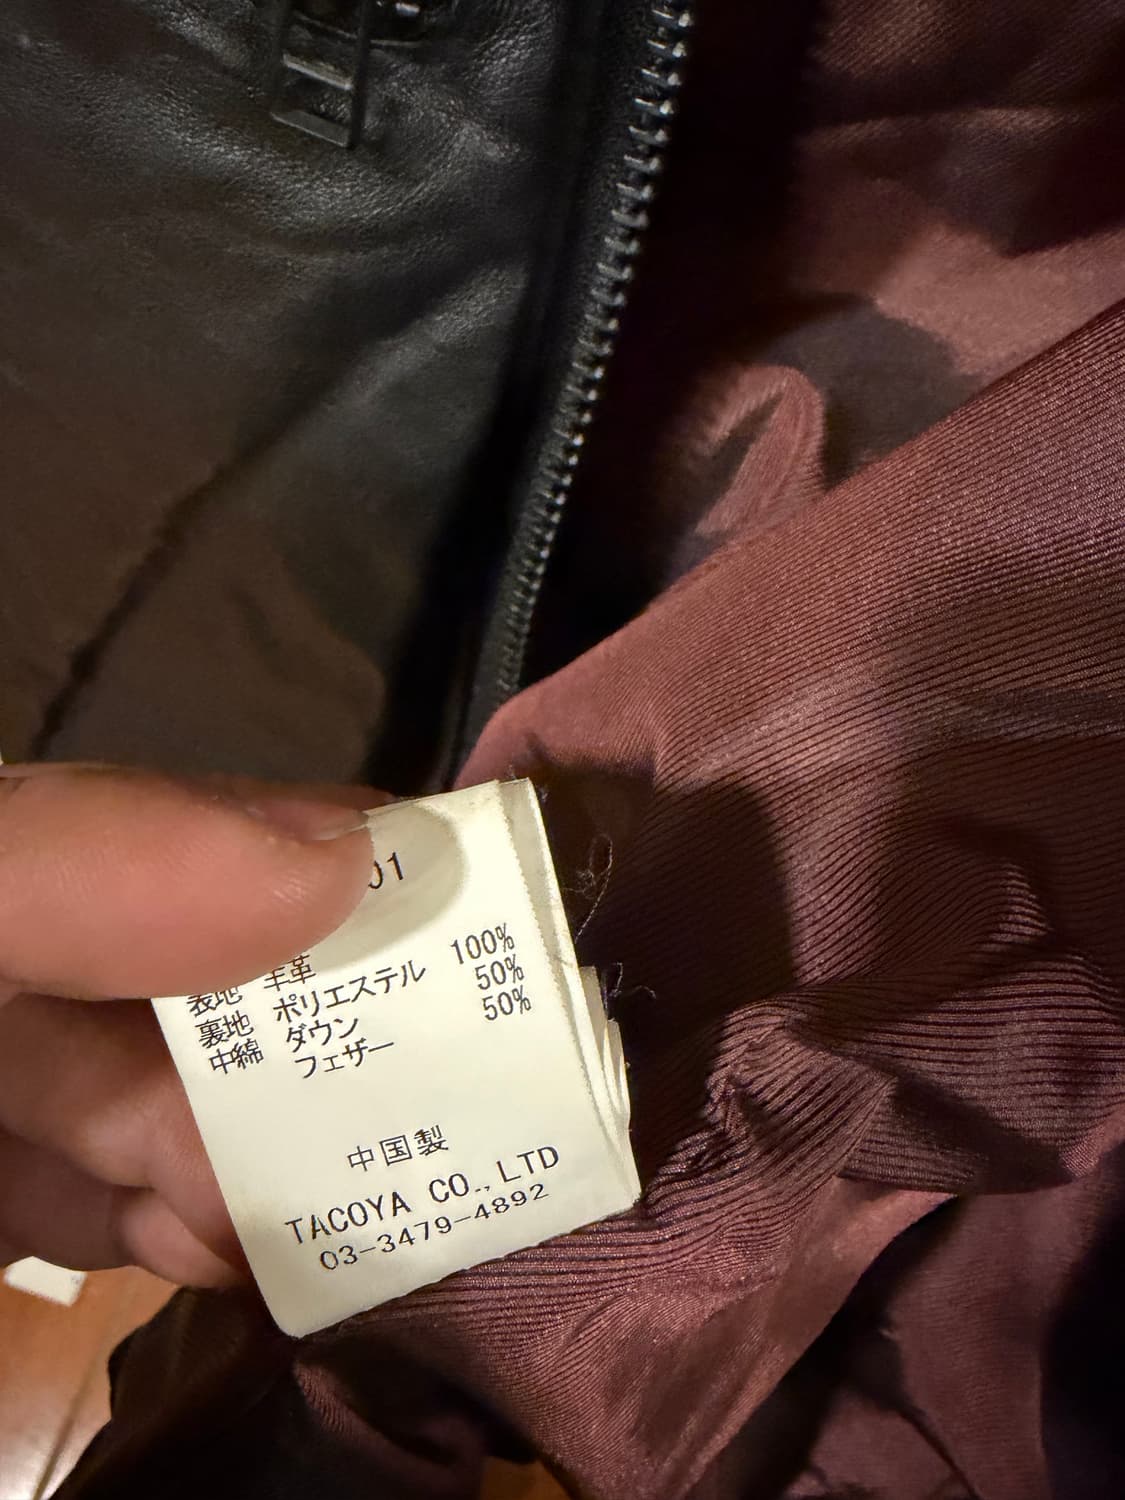 01
表地 羊革
裏地 ポリエステル 100%
中綿 ダウン 50%
フェザー 50%
中国製
TACOYA CO.,LTD
03-3479-4892